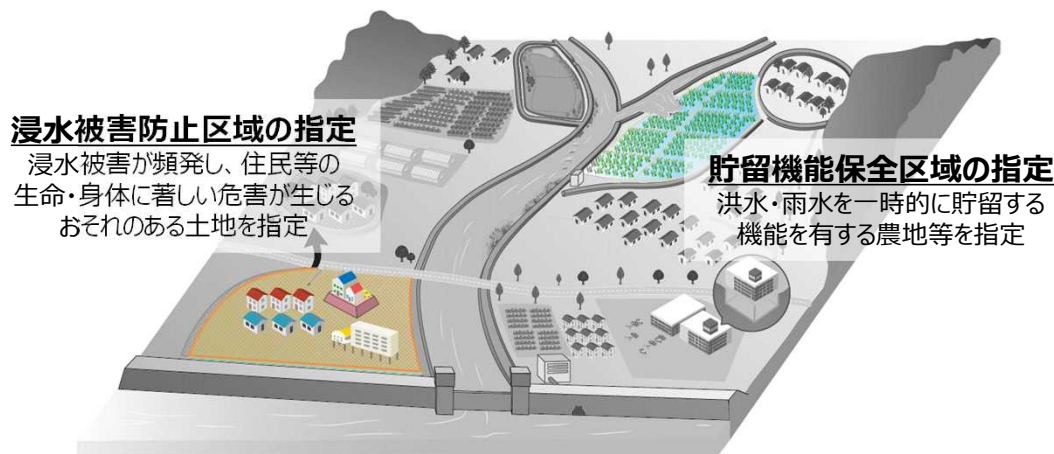 浸水被害防止区域の指定
浸水被害が頻発し、住民等の
生命・身体に著しい危害が生じる
おそれのある土地を指定
貯留機能保全区域の指定
洪水・雨水を一時的に貯留する
機能を有する農地等を指定